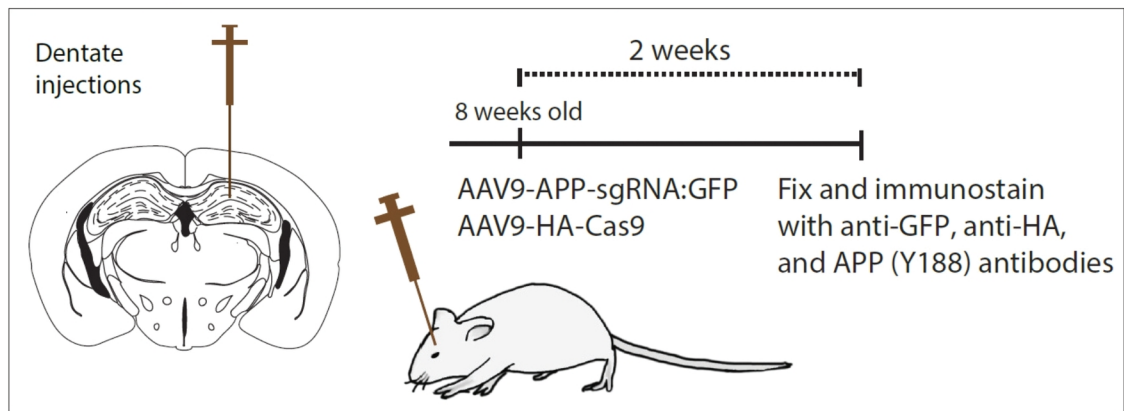 Dentate
injections
2 weeks
8 weeks old
AAV9-APP-sgRNA:GFP
AAV9-HA-Cas9
Fix and immunostain
with anti-GFP, anti-HA,
and APP (Y188) antibodies